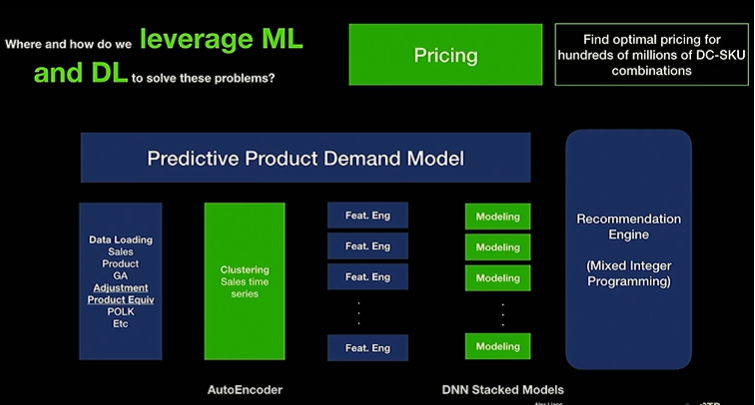 Where and how do we leverage ML
and DL to solve these problems?
Pricing
Find optimal pricing for
hundreds of millions of DC-SKU
combinations
Predictive Product Demand Model
Data Loading
Sales
Product
GA
Adjustment
Product Equiv
POLK
Etc
Clustering
Sales time
series
Feat. Eng
Feat. Eng
Feat. Eng
Feat. Eng
Modeling
Modeling
Modeling
Modeling
Recommendation
Engine
(Mixed Integer
Programming)
AutoEncoder
DNN Stacked Models